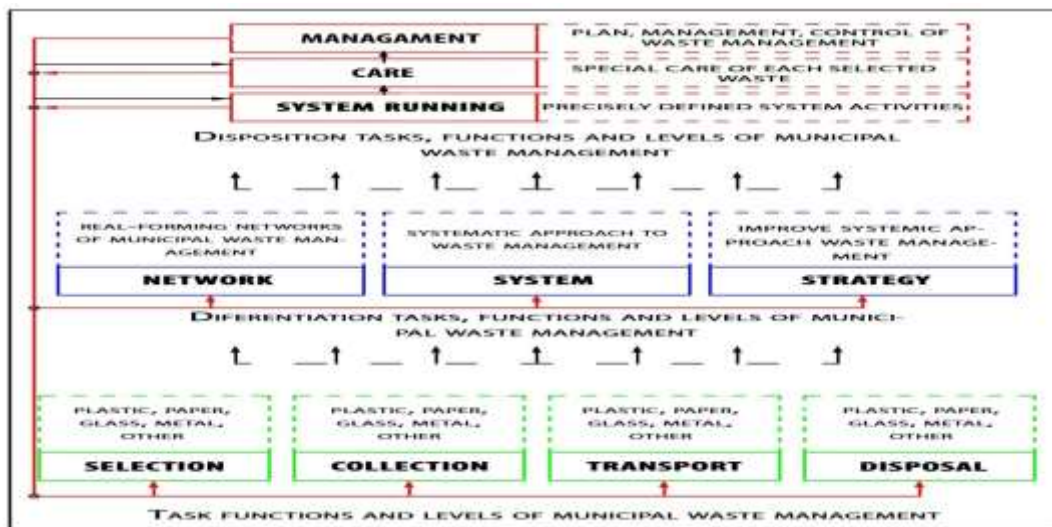 MANAGAMENT
PLAN, MANAGEMENT, CONTROL OF
WASTE MANAGEMENT
CARE
SPECIAL CARE OF EACH SELECTED
WASTE
SYSTEM RUNNING
PRECISELY DEFINED SYSTEM ACTIVITIES
DISPOSITION TASKS, FUNCTIONS AND LEVELS OF MUNICIPAL
WASTE MANAGEMENT
REAL-FORMING NETWORKS
OF MUNICIPAL WASTE MAN-
AGEMENT
NETWORK
SYSTEMATIC APPROACH TO
WASTE MANAGEMENT
SYSTEM
IMPROVE SYSTEMIC AP-
PROACH WASTE MANAGE-
MENT
STRATEGY
DIFERENTIATION TASKS, FUNCTIONS AND LEVELS OF MUNICI-
PAL WASTE MANAGEMENT
PLASTIC, PAPER,
GLASS, METAL,
OTHER
SELECTION
PLASTIC, PAPER,
GLASS, METAL,
OTHER
COLLECTION
PLASTIC, PAPER,
GLASS, METAL,
OTHER
TRANSPORT
PLASTIC, PAPER,
GLASS, METAL,
OTHER
DISPOSAL
TASK FUNCTIONS AND LEVELS OF MUNICIPAL WASTE MANAGEMENT